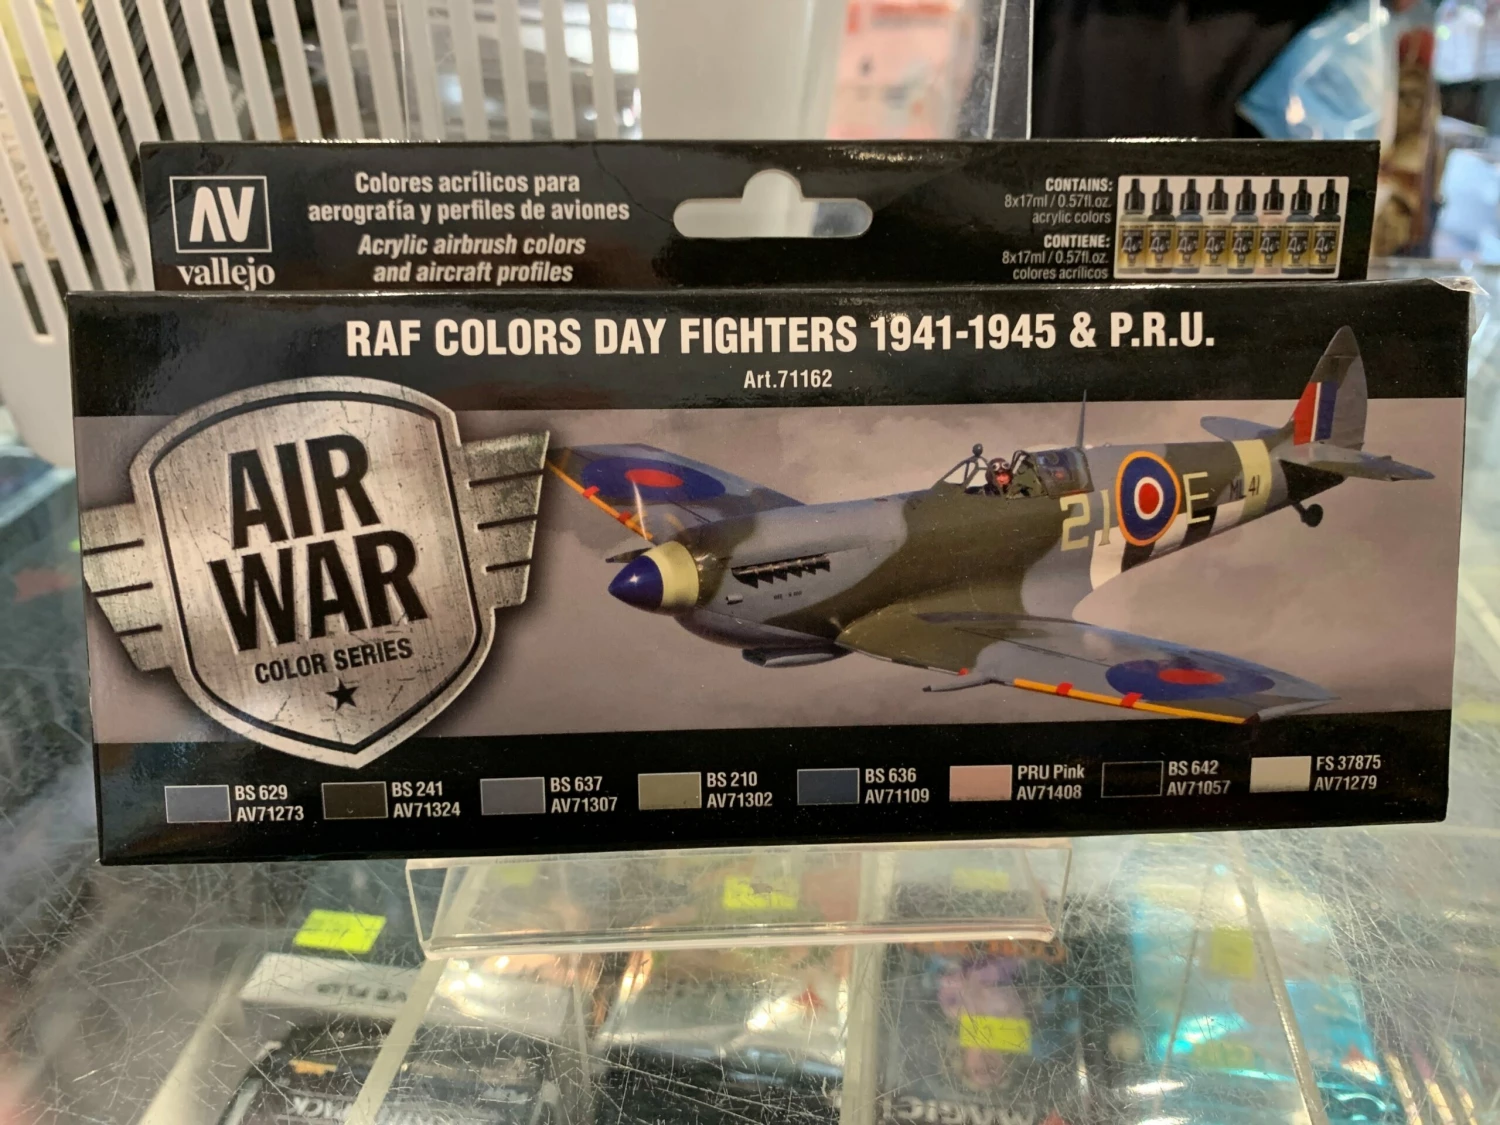 AV
vallejo
Colores acrílicos para
aerografía y perfiles de aviones
Acrylic airbrush colors
and aircraft profiles
CONTAINS:
8x17ml / 0.57fl.oz.
acrylic colors
CONTIENE:
8x17ml / 0.57fl.oz.
colores acrílicos
RAF COLORS DAY FIGHTERS 1941-1945 & P.R.U.
Art.71162
AIR
WAR
COLOR SERIES
21 E
ML41
BS 629
AV71273
BS 241
AV71324
BS 637
AV71307
BS 210
AV71302
BS 636
AV71109
PRU Pink
AV71408
BS 642
AV71057
FS 37875
AV71279